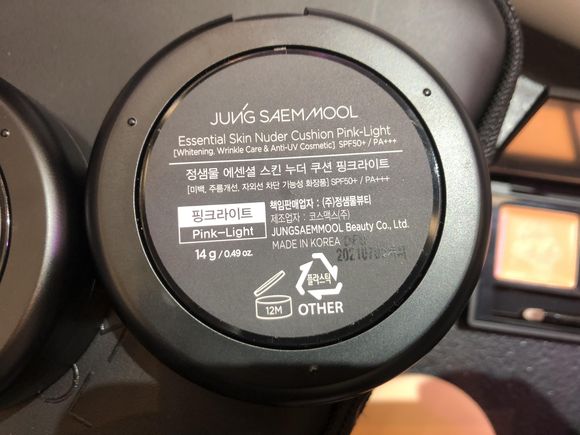 JUNG SAEM MOOL
Essential Skin Nuder Cushion Pink-Light
[Whitening, Wrinkle Care & Anti-UV Cosmetic] SPF50+ / PA+++
정샘물 에센셜 스킨 누더 쿠션 핑크라이트
[미백, 주름개선, 자외선 차단 기능성 화장품] SPF50+ / PA+++
핑크라이트
Pink-Light
14 g / 0.49 oz.
책임판매업자 : (주)정샘물뷰티
제조업자 : 코스맥스(주)
JUNGSAEMMOOL Beauty Co., Ltd.
MADE IN KOREA
12M
플라스틱
OTHER